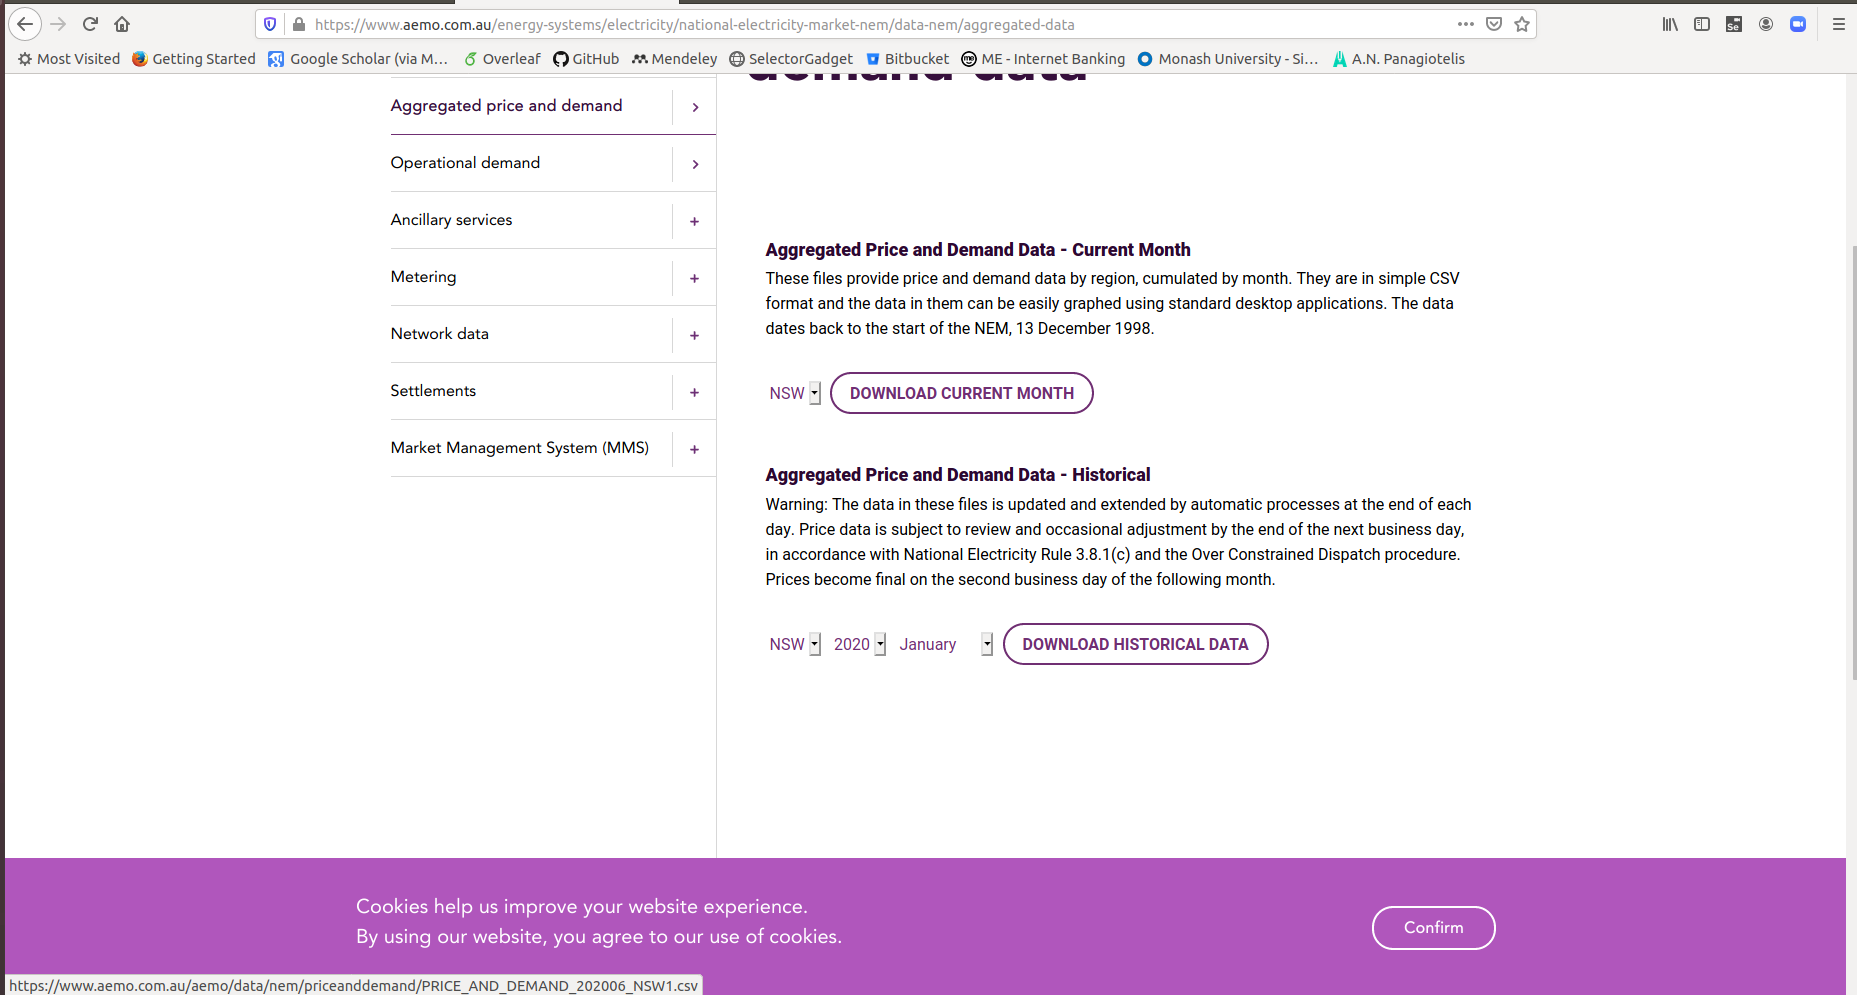 https://www.aemo.com.au/energy-systems/electricity/national-electricity-market-nem/data-nem/aggregated-data
Most Visited Getting Started Google Scholar (via M... Overleaf GitHub Mendeley SelectorGadget Bitbucket ME - Internet Banking Monash University - Si... A.N. Panagiotelis
demand data
Aggregated price and demand
Operational demand
Ancillary services
Metering
Network data
Settlements
Market Management System (MMS)
Aggregated Price and Demand Data - Current Month
These files provide price and demand data by region, cumulated by month. They are in simple CSV
format and the data in them can be easily graphed using standard desktop applications. The data
dates back to the start of the NEM, 13 December 1998.
NSW DOWNLOAD CURRENT MONTH
Aggregated Price and Demand Data - Historical
Warning: The data in these files is updated and extended by automatic processes at the end of each
day. Price data is subject to review and occasional adjustment by the end of the next business day,
in accordance with National Electricity Rule 3.8.1(c) and the Over Constrained Dispatch procedure.
Prices become final on the second business day of the following month.
NSW 2020 January DOWNLOAD HISTORICAL DATA
Cookies help us improve your website experience.
By using our website, you agree to our use of cookies.
Confirm
https://www.aemo.com.au/aemo/data/nem/priceanddemand/PRICE_AND_DEMAND_202006_NSW1.csv